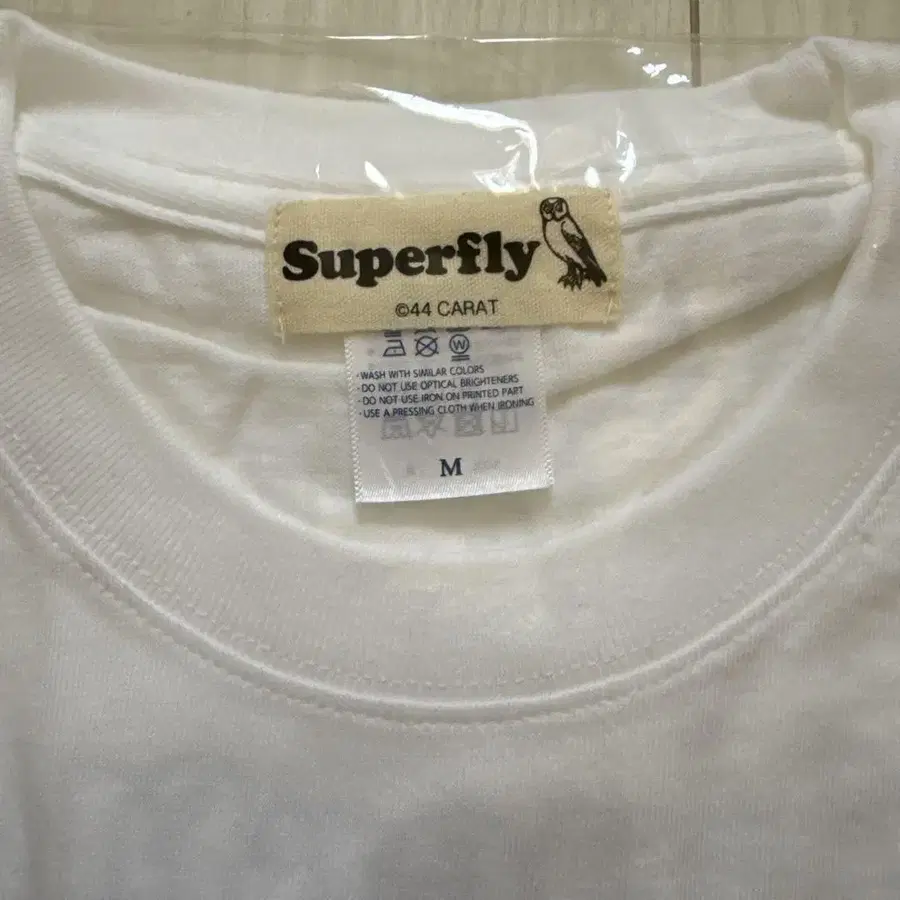 Superfly
©44 CARAT
W
·WASH WITH SIMILAR COLORS
·DO NOT USE OPTICAL BRIGHTENERS
·DO NOT USE IRON ON PRINTED PART
·USE A PRESSING CLOTH WHEN IRONING
M